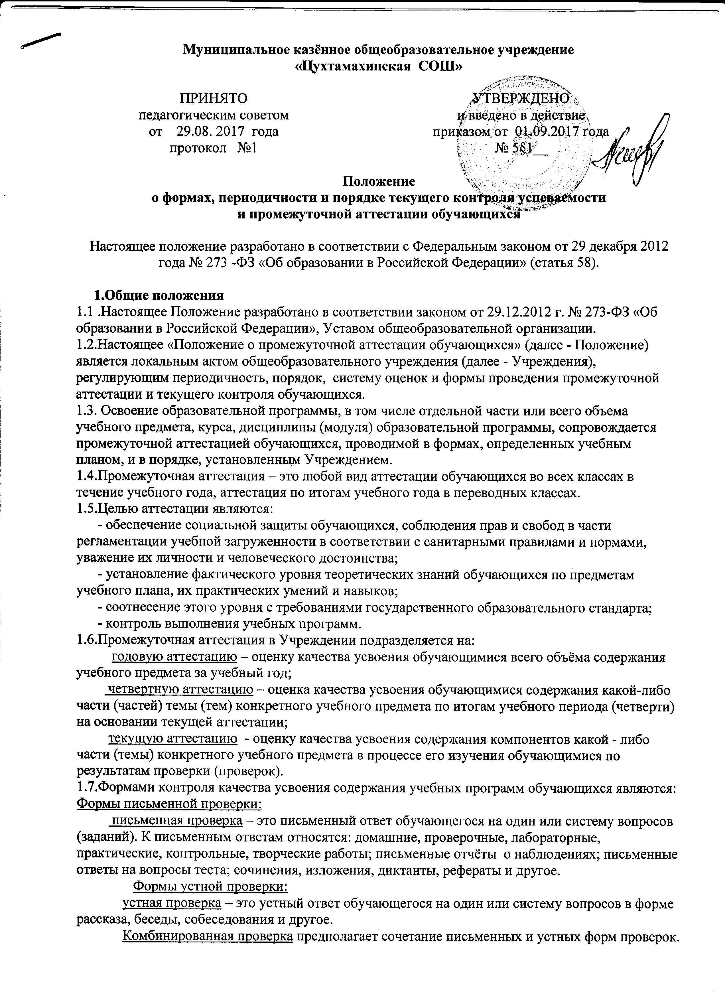 Муниципальное казённое общеобразовательное учреждение
«Цухтамахинская СОШ»
ПРИНЯТО
педагогическим советом
от 29.08. 2017 года
протокол №1
УТВЕРЖДЕНО
и введено в действие
приказом от 01.09.2017 года
№ 5§1__
РОССИЙСКАЯ
Положение
о формах, периодичности и порядке текущего контроля успеваемости
и промежуточной аттестации обучающихся
Настоящее положение разработано в соответствии с Федеральным законом от 29 декабря 2012
года № 273 -ФЗ «Об образовании в Российской Федерации» (статья 58).
1.Общие положения
1.1 .Настоящее Положение разработано в соответствии законом от 29.12.2012 г. № 273-ФЗ «Об
образовании в Российской Федерации», Уставом общеобразовательной организации.
1.2.Настоящее «Положение о промежуточной аттестации обучающихся» (далее - Положение)
является локальным актом общеобразовательного учреждения (далее - Учреждения),
регулирующим периодичность, порядок, систему оценок и формы проведения промежуточной
аттестации и текущего контроля обучающихся.
1.3. Освоение образовательной программы, в том числе отдельной части или всего объема
учебного предмета, курса, дисциплины (модуля) образовательной программы, сопровождается
промежуточной аттестацией обучающихся, проводимой в формах, определенных учебным
планом, и в порядке, установленным Учреждением.
1.4.Промежуточная аттестация – это любой вид аттестации обучающихся во всех классах в
течение учебного года, аттестация по итогам учебного года в переводных классах.
1.5.Целью аттестации являются:
- обеспечение социальной защиты обучающихся, соблюдения прав и свобод в части
регламентации учебной загруженности в соответствии с санитарными правилами и нормами,
уважение их личности и человеческого достоинства;
- установление фактического уровня теоретических знаний обучающихся по предметам
учебного плана, их практических умений и навыков;
- соотнесение этого уровня с требованиями государственного образовательного стандарта;
- контроль выполнения учебных программ.
1.6.Промежуточная аттестация в Учреждении подразделяется на:
годовую аттестацию – оценку качества усвоения обучающимися всего объёма содержания
учебного предмета за учебный год;
четвертную аттестацию – оценка качества усвоения обучающимися содержания какой-либо
части (частей) темы (тем) конкретного учебного предмета по итогам учебного периода (четверти)
на основании текущей аттестации;
текущую аттестацию - оценку качества усвоения содержания компонентов какой - либо
части (темы) конкретного учебного предмета в процессе его изучения обучающимися по
результатам проверки (проверок).
1.7.Формами контроля качества усвоения содержания учебных программ обучающихся являются:
Формы письменной проверки:
письменная проверка – это письменный ответ обучающегося на один или систему вопросов
(заданий). К письменным ответам относятся: домашние, проверочные, лабораторные,
практические, контрольные, творческие работы; письменные отчёты о наблюдениях; письменные
ответы на вопросы теста; сочинения, изложения, диктанты, рефераты и другое.
Формы устной проверки:
устная проверка – это устный ответ обучающегося на один или систему вопросов в форме
рассказа, беседы, собеседования и другое.
Комбинированная проверка предполагает сочетание письменных и устных форм проверок.